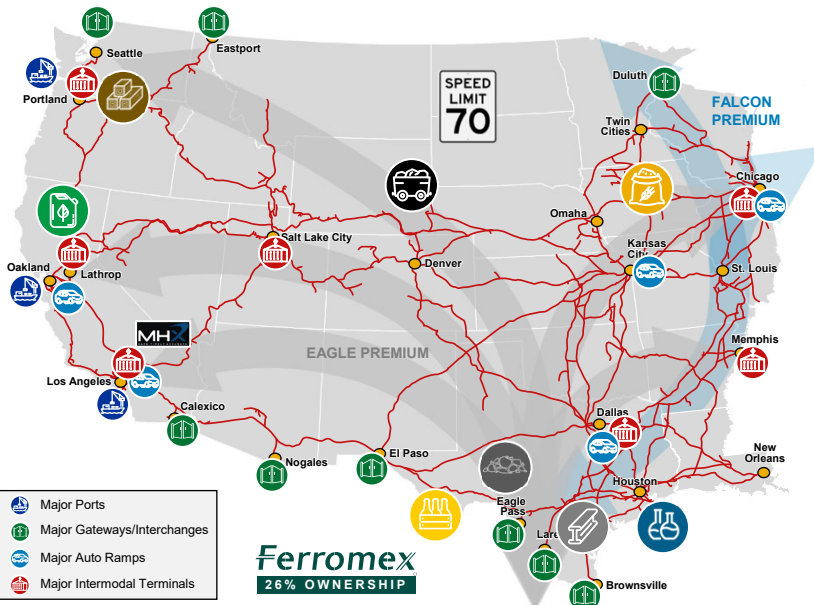 Seattle
Eastport
Portland
SPEED
LIMIT
70
Duluth
FALCON
PREMIUM
Twin
Cities
Chicago
Omaha
Salt Lake City
Kansas
City
Oakland
Lathrop
Denver
St. Louis
MHX
EAGLE PREMIUM
Memphis
Los Angeles
Calexico
Dallas
Nogales
El Paso
New
Orleans
Houston
Eagle
Pass
Lare
Brownsville
Major Ports
Major Gateways/Interchanges
Major Auto Ramps
Major Intermodal Terminals
Ferromex
26% OWNERSHIP